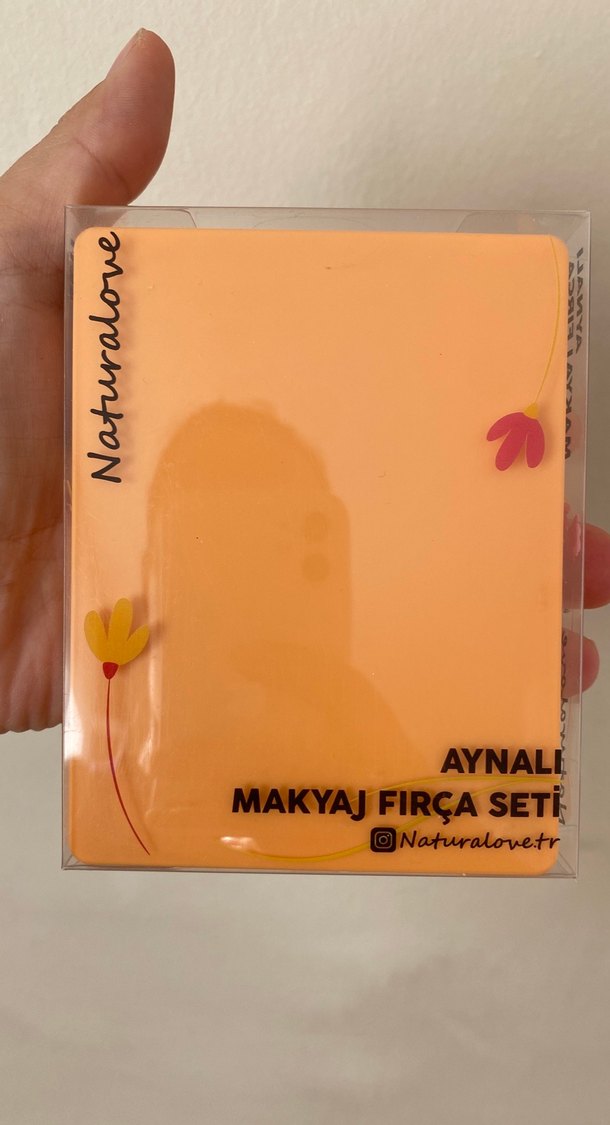 Naturalove
AYNALI
MAKYAJ FIRÇA SETİ
Naturalove.tr